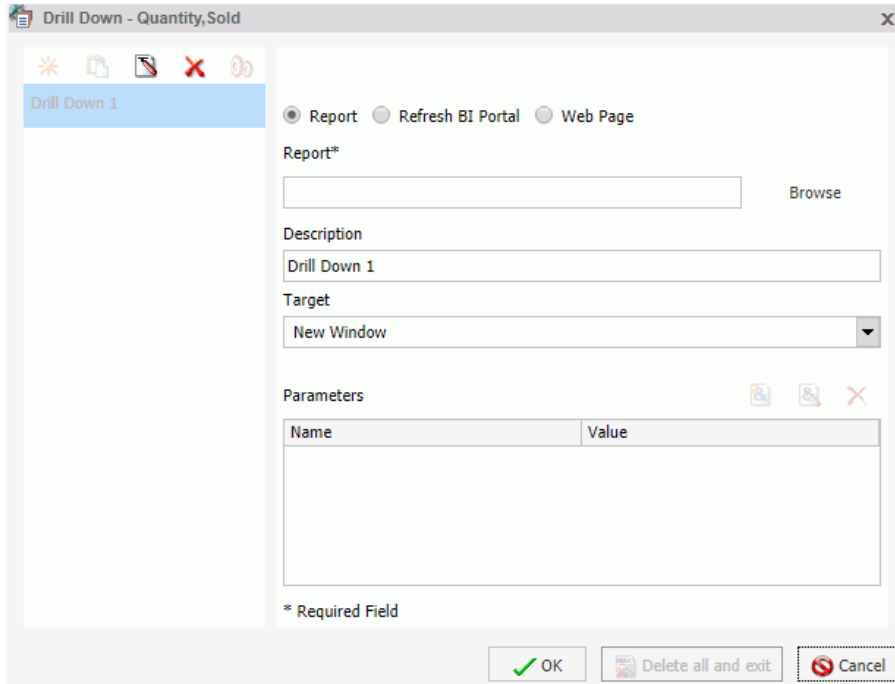 Drill Down - Quantity,Sold
x
Drill Down 1
Report Refresh BI Portal Web Page
Report*
Browse
Description
Drill Down 1
Target
New Window
Parameters
Name Value
* Required Field
OK Delete all and exit Cancel